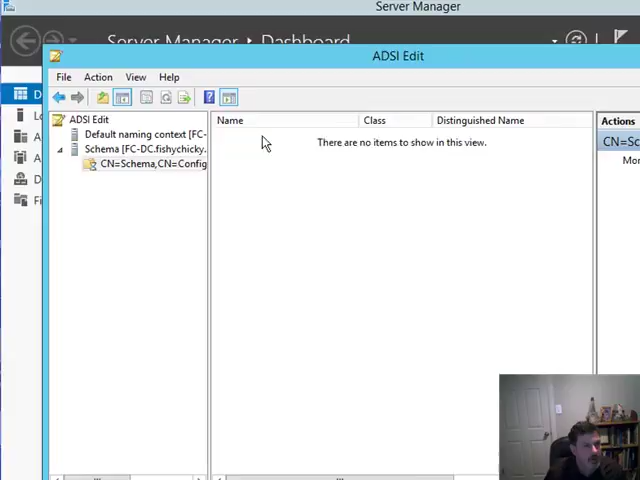 Server Manager
Server Manager ▸ Dashboard
ADSI Edit
File Action View Help
Name Class Distinguished Name
Actions
ADSI Edit
Default naming context [FC-
Schema [FC-DC.fishychicky.
CN=Schema,CN=Config
There are no items to show in this view.
CN=Sc
Mor
D
Lo
A
A
D
Fi